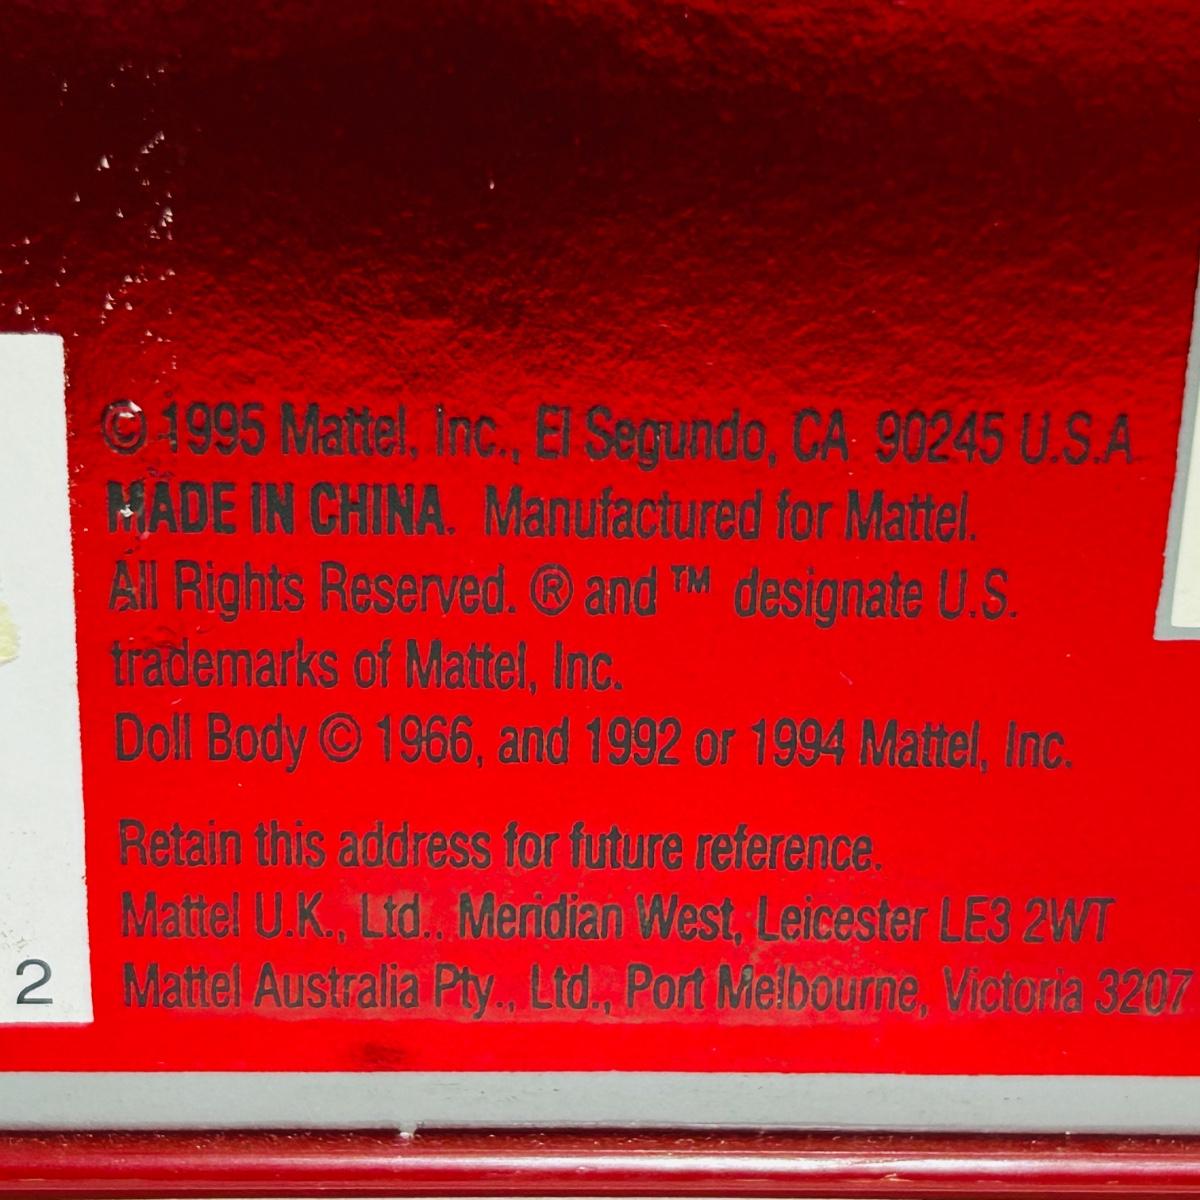 © 1995 Mattel, Inc., El Segundo, CA 90245 U.S.A
MADE IN CHINA. Manufactured for Mattel.
All Rights Reserved. ® and ™ designate U.S.
trademarks of Mattel, Inc.
Doll Body © 1966, and 1992 or 1994 Mattel, Inc.
Retain this address for future reference.
Mattel U.K., Ltd., Meridian West, Leicester LE3 2WT
Mattel Australia Pty., Ltd., Port Melbourne, Victoria 3207
2